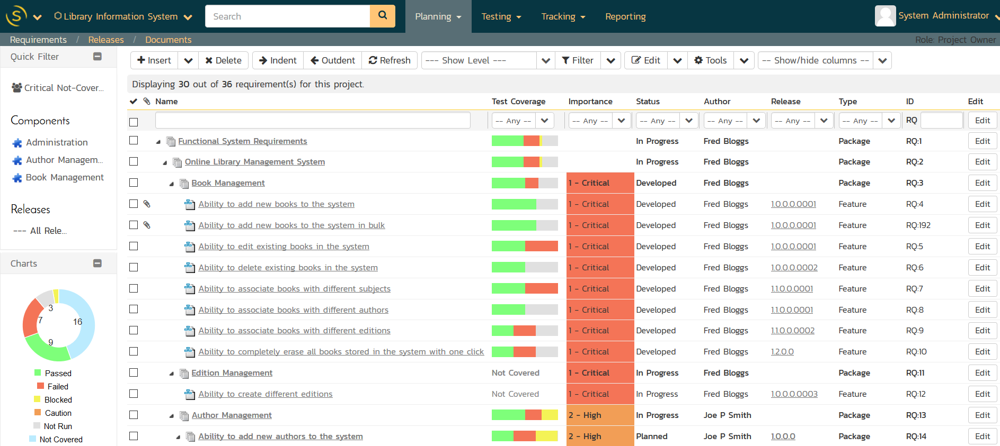 S Library Information System Search Planning Testing Tracking Reporting System Administrator
Requirements / Releases / Documents Role: Project Owner
Quick Filter
Critical Not-Cover...
Components
Administration
Author Managem...
Book Management
Releases
--- All Rele...
Charts
3
7
16
9
Passed
Failed
Blocked
Caution
Not Run
Not Covered
Insert Delete Indent Outdent Refresh --- Show Level --- Filter Edit Tools -- Show/hide columns --
Displaying 30 out of 36 requirement(s) for this project.
Name Test Coverage Importance Status Author Release Type ID Edit
-- Any -- -- Any -- -- Any -- -- Any -- -- Any -- -- Any -- RQ Edit
Functional System Requirements In Progress Fred Bloggs Package RQ:1 Edit
Online Library Management System In Progress Fred Bloggs Package RQ:2 Edit
Book Management 1 - Critical Developed Fred Bloggs Package RQ:3 Edit
Ability to add new books to the system 1 - Critical Developed Fred Bloggs 1.0.0.0.0001 Feature RQ:4 Edit
Ability to add new books to the system in bulk 1 - Critical Developed Fred Bloggs 1.0.0.0.0001 Feature RQ:192 Edit
Ability to edit existing books in the system 1 - Critical Developed Fred Bloggs 1.0.0.0.0001 Feature RQ:5 Edit
Ability to delete existing books in the system 1 - Critical Developed Fred Bloggs 1.0.0.0.0002 Feature RQ:6 Edit
Ability to associate books with different subjects 1 - Critical Developed Fred Bloggs 1.1.0.0.0001 Feature RQ:7 Edit
Ability to associate books with different authors 1 - Critical Developed Fred Bloggs 1.1.0.0.0001 Feature RQ:8 Edit
Ability to associate books with different editions 1 - Critical Developed Fred Bloggs 1.1.0.0.0002 Feature RQ:9 Edit
Ability to completely erase all books stored in the system with one click 1 - Critical Developed Fred Bloggs 1.2.0.0 Feature RQ:10 Edit
Edition Management Not Covered 1 - Critical In Progress Fred Bloggs Package RQ:11 Edit
Ability to create different editions Not Covered 1 - Critical In Progress Fred Bloggs 1.0.0.0.0003 Feature RQ:12 Edit
Author Management 2 - High In Progress Joe P Smith Package RQ:13 Edit
Ability to add new authors to the system 2 - High Planned Joe P Smith 1.0.0.0 Package RQ:14 Edit